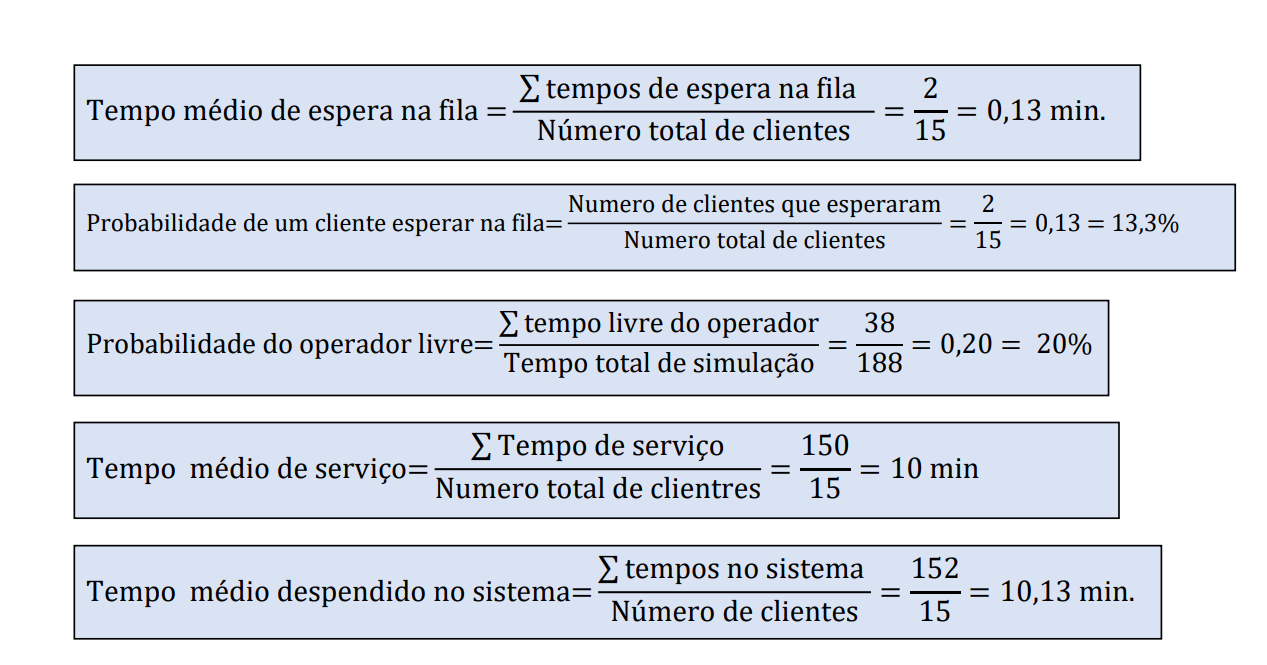 Tempo médio de espera na fila = ∑ tempos de espera na fila / Número total de clientes = 2/15 = 0,13 min.
Probabilidade de um cliente esperar na fila= Numero de clientes que esperaram / Numero total de clientes = 2/15 = 0,13 = 13,3%
Probabilidade do operador livre= ∑ tempo livre do operador / Tempo total de simulação = 38/188 = 0,20 = 20%
Tempo médio de serviço= ∑ Tempo de serviço / Numero total de clientres = 150/15 = 10 min
Tempo médio despendido no sistema= ∑ tempos no sistema / Número de clientes = 152/15 = 10,13 min.